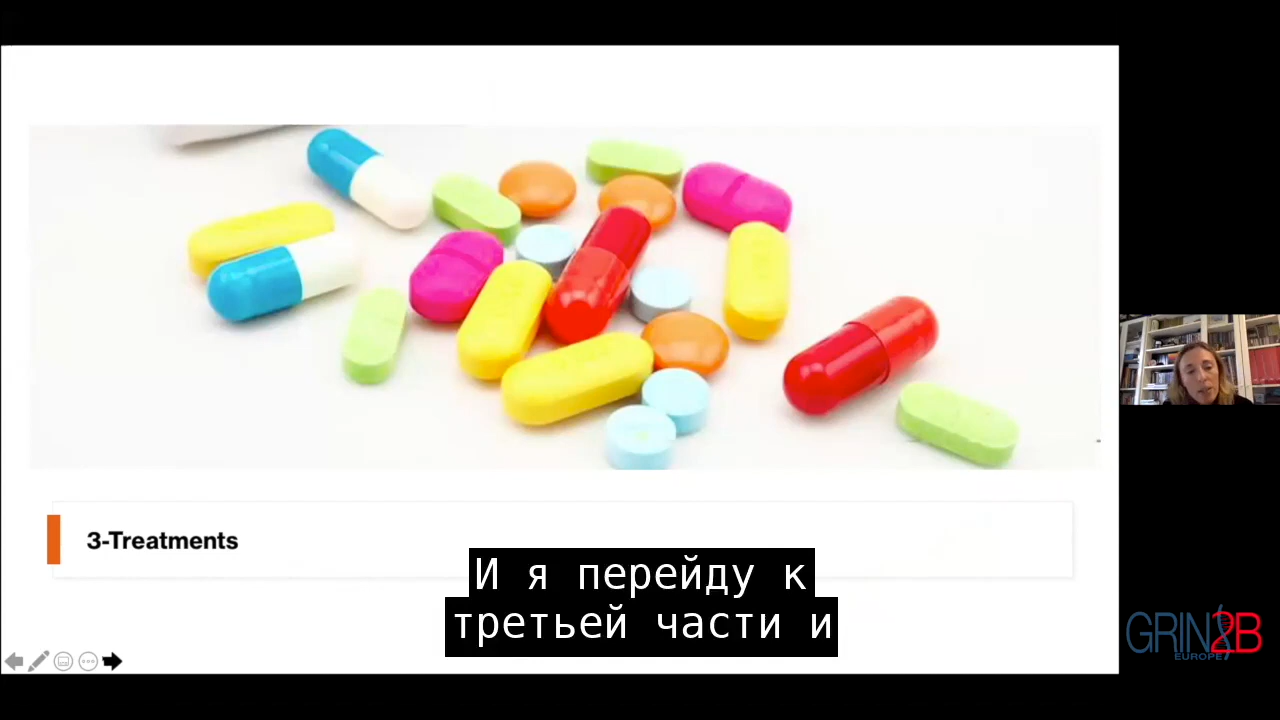 3-Treatments
И я перейду к
третьей части и
GRIN2B
EUROPE